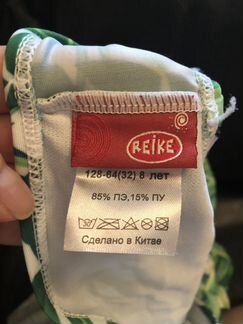 REIKE
128-64(32) 8 лет
85% ПЭ,15% ПУ
Сделано в Китае